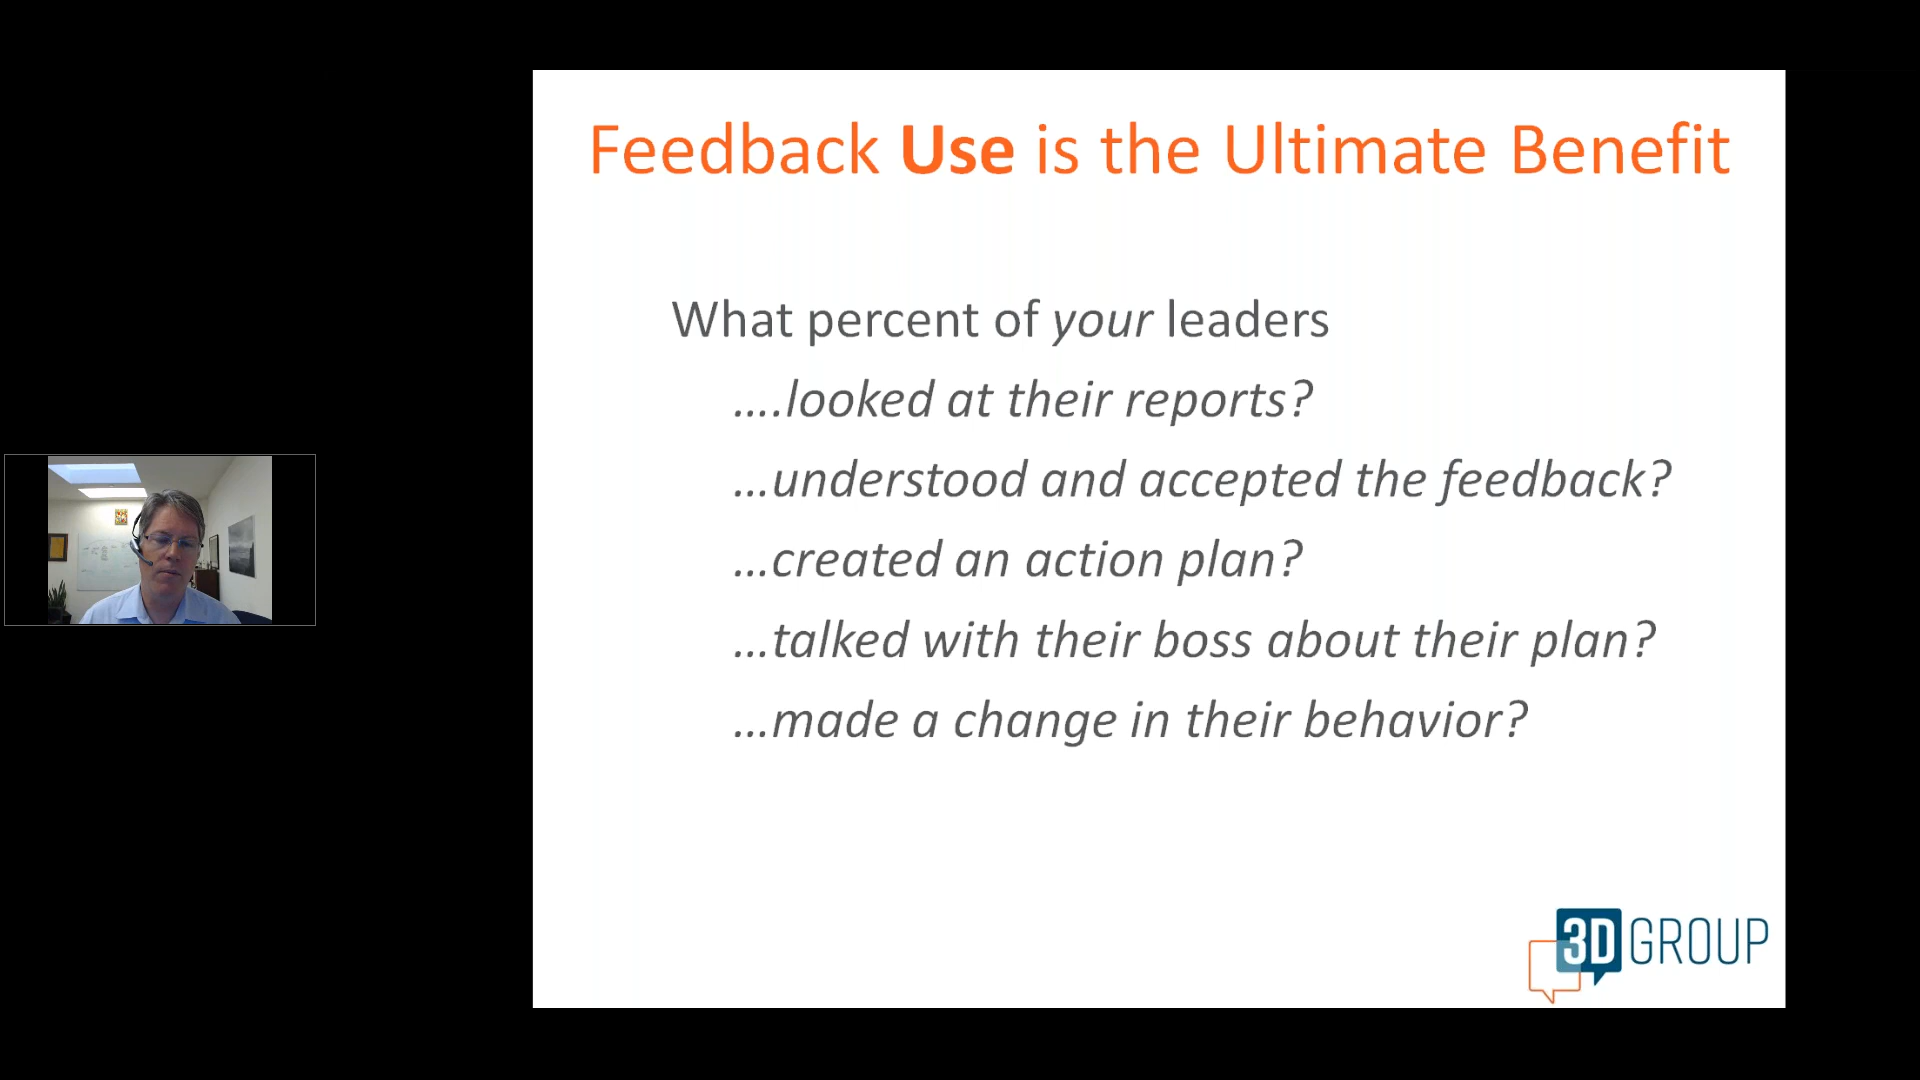 Feedback Use is the Ultimate Benefit
What percent of your leaders
....looked at their reports?
...understood and accepted the feedback?
...created an action plan?
...talked with their boss about their plan?
...made a change in their behavior?
3D GROUP